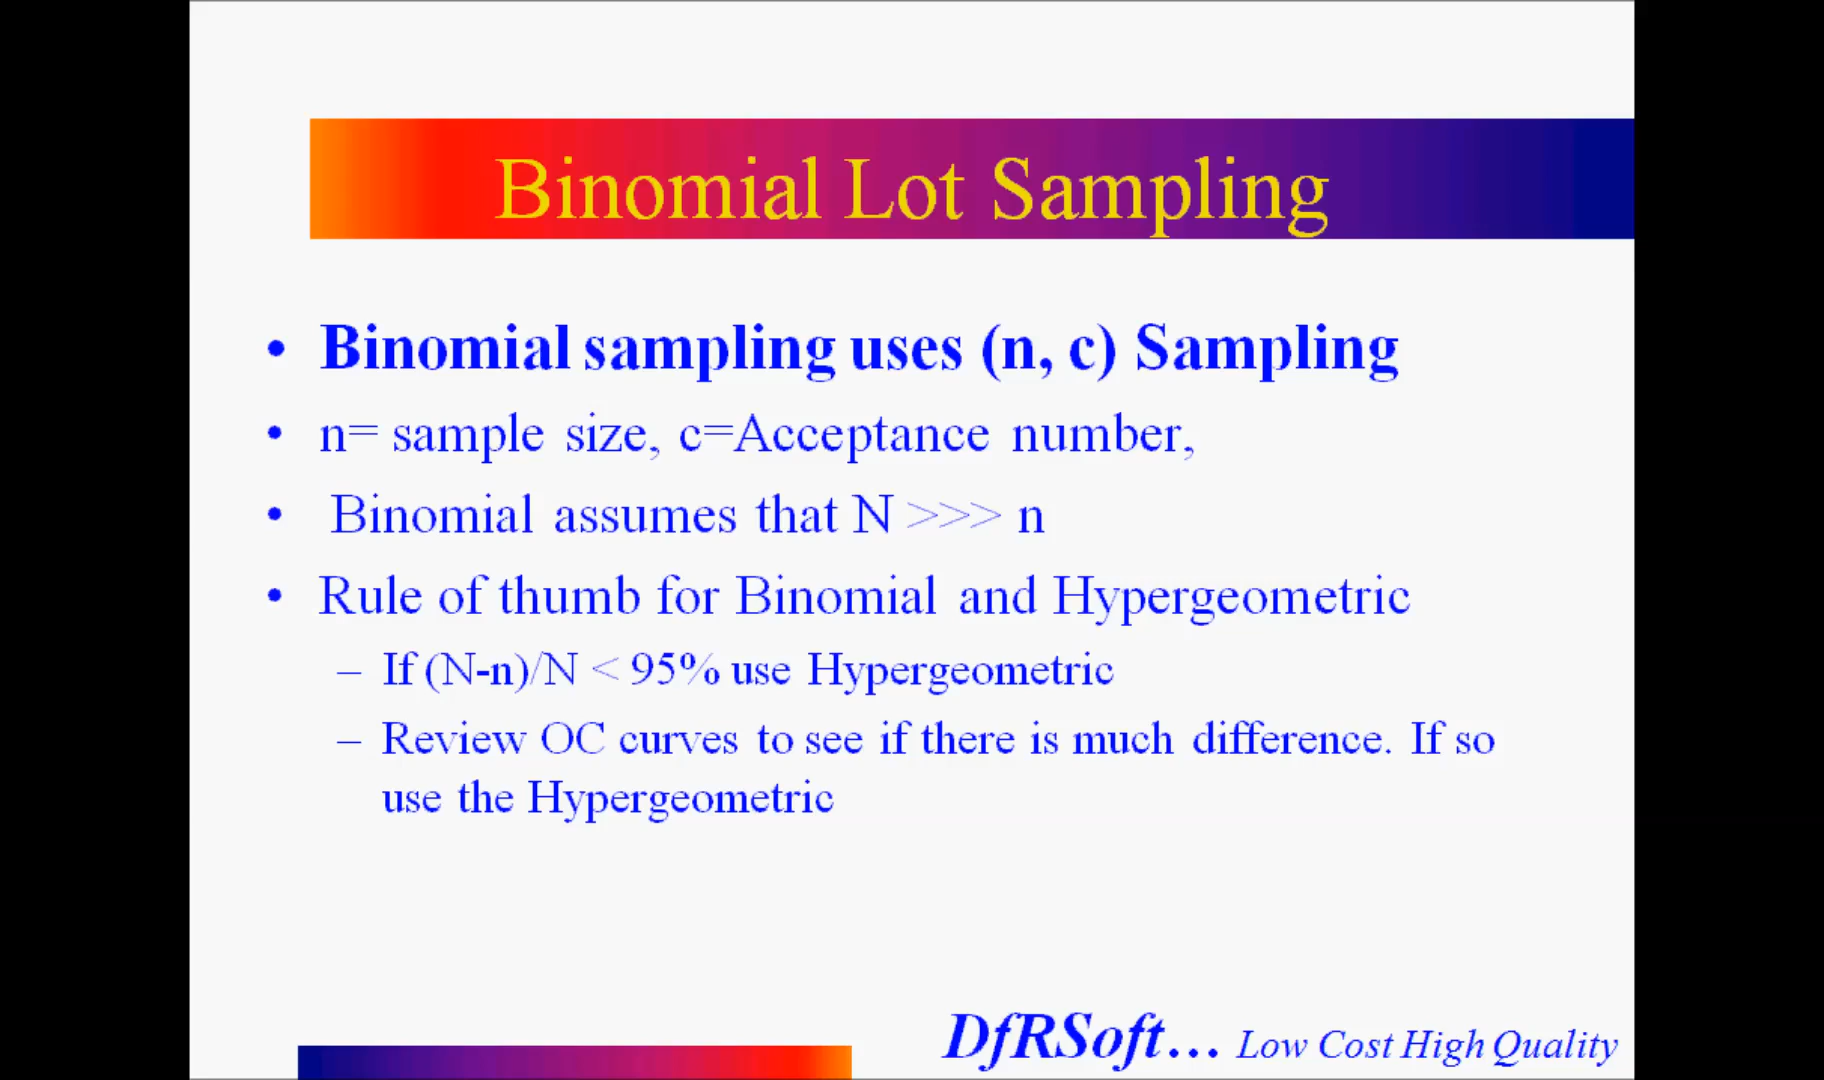 Binomial Lot Sampling
• Binomial sampling uses (n, c) Sampling
• n= sample size, c=Acceptance number,
• Binomial assumes that N >>> n
• Rule of thumb for Binomial and Hypergeometric
– If (N-n)/N < 95% use Hypergeometric
– Review OC curves to see if there is much difference. If so
use the Hypergeometric
DfRSoft... Low Cost High Quality